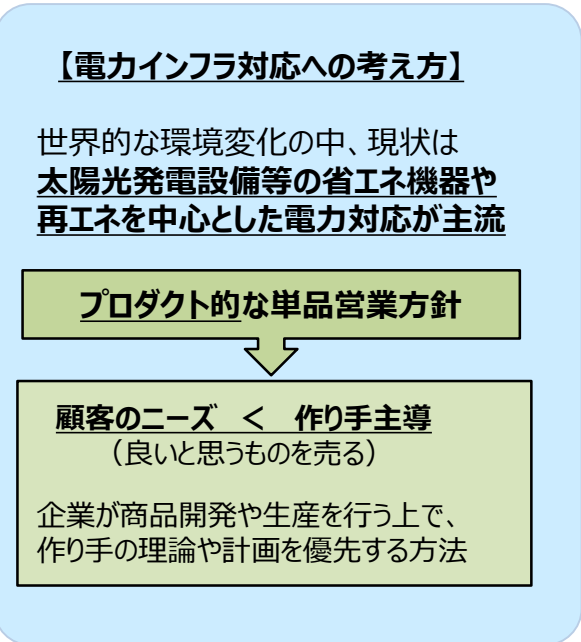 【電力インフラ対応への考え方】
世界的な環境変化の中、現状は
太陽光発電設備等の省エネ機器や
再エネを中心とした電力対応が主流
プロダクト的な単品営業方針
顧客のニーズ ＜ 作り手主導
（良いと思うものを売る）
企業が商品開発や生産を行う上で、
作り手の理論や計画を優先する方法